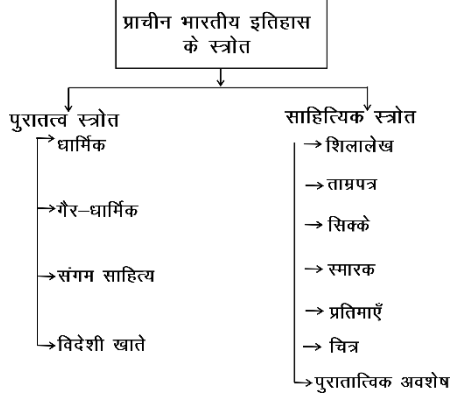 प्राचीन भारतीय इतिहास
के स्त्रोत
पुरातत्व स्त्रोत
धार्मिक
गैर–धार्मिक
संगम साहित्य
विदेशी खाते
साहित्यिक स्त्रोत
शिलालेख
ताम्रपत्र
सिक्के
स्मारक
प्रतिमाएँ
चित्र
पुरातात्विक अवशेष